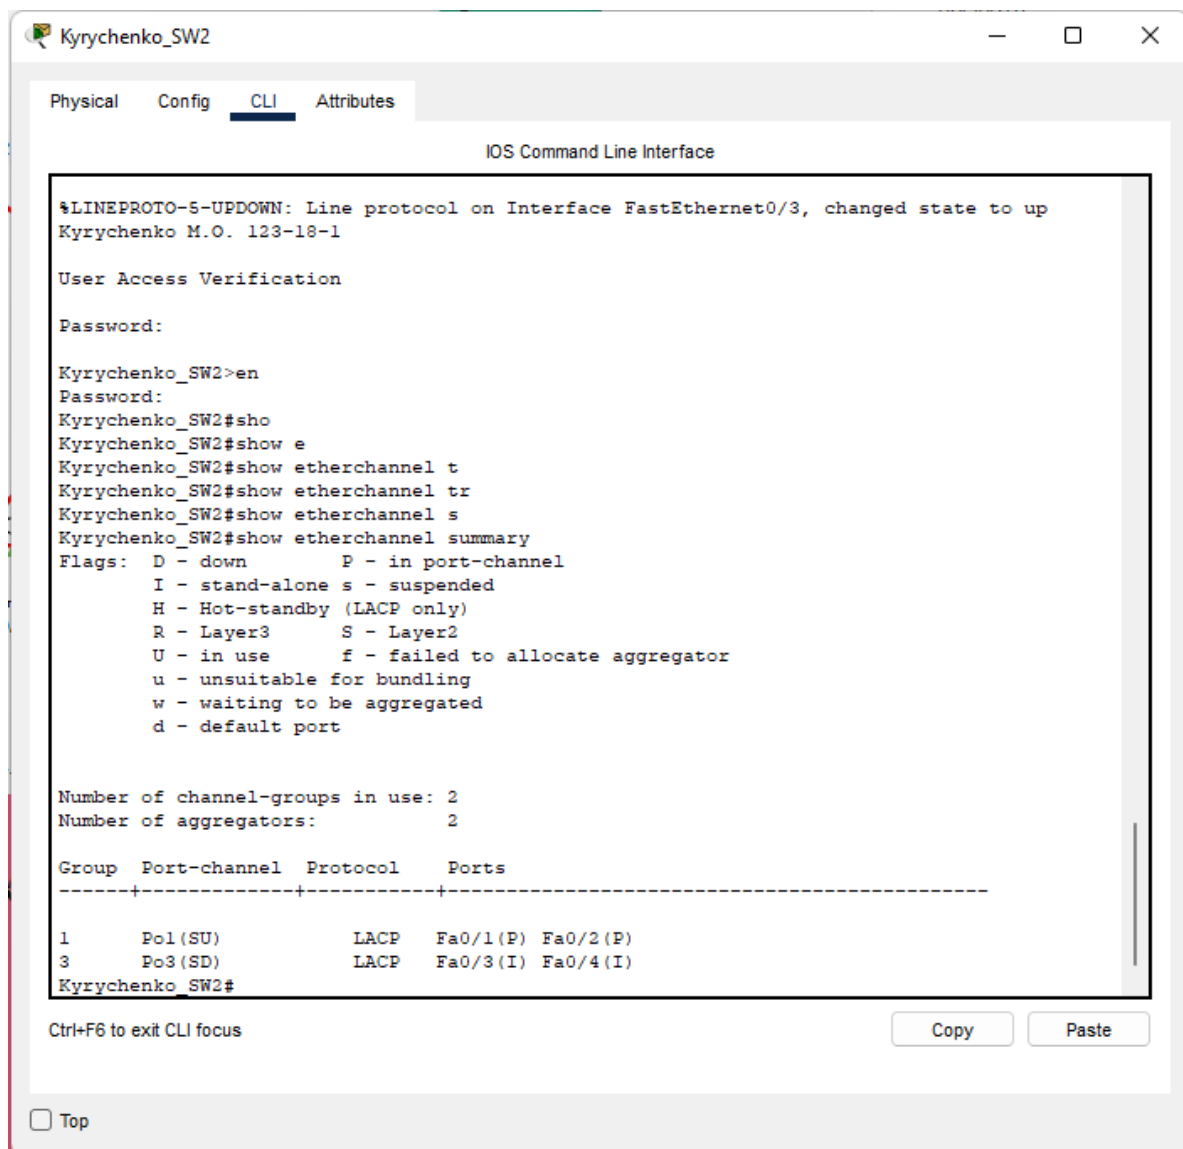 Kyrychenko_SW2
Physical Config CLI Attributes
IOS Command Line Interface
%LINEPROTO-5-UPDOWN: Line protocol on Interface FastEthernet0/3, changed state to up
Kyrychenko M.O. 123-18-1
User Access Verification
Password:
Kyrychenko_SW2>en
Password:
Kyrychenko_SW2#sho
Kyrychenko_SW2#show e
Kyrychenko_SW2#show etherchannel t
Kyrychenko_SW2#show etherchannel tr
Kyrychenko_SW2#show etherchannel s
Kyrychenko_SW2#show etherchannel summary
Flags:  D - down        P - in port-channel
        I - stand-alone s - suspended
        H - Hot-standby (LACP only)
        R - Layer3      S - Layer2
        U - in use      f - failed to allocate aggregator
        u - unsuitable for bundling
        w - waiting to be aggregated
        d - default port
Number of channel-groups in use: 2
Number of aggregators:           2
Group  Port-channel  Protocol    Ports
------+-------------+-----------+----------------------------------------------
1      Po1(SU)           LACP   Fa0/1(P) Fa0/2(P)
3      Po3(SD)           LACP   Fa0/3(I) Fa0/4(I)
Kyrychenko_SW2#
Ctrl+F6 to exit CLI focus
Copy Paste
Top